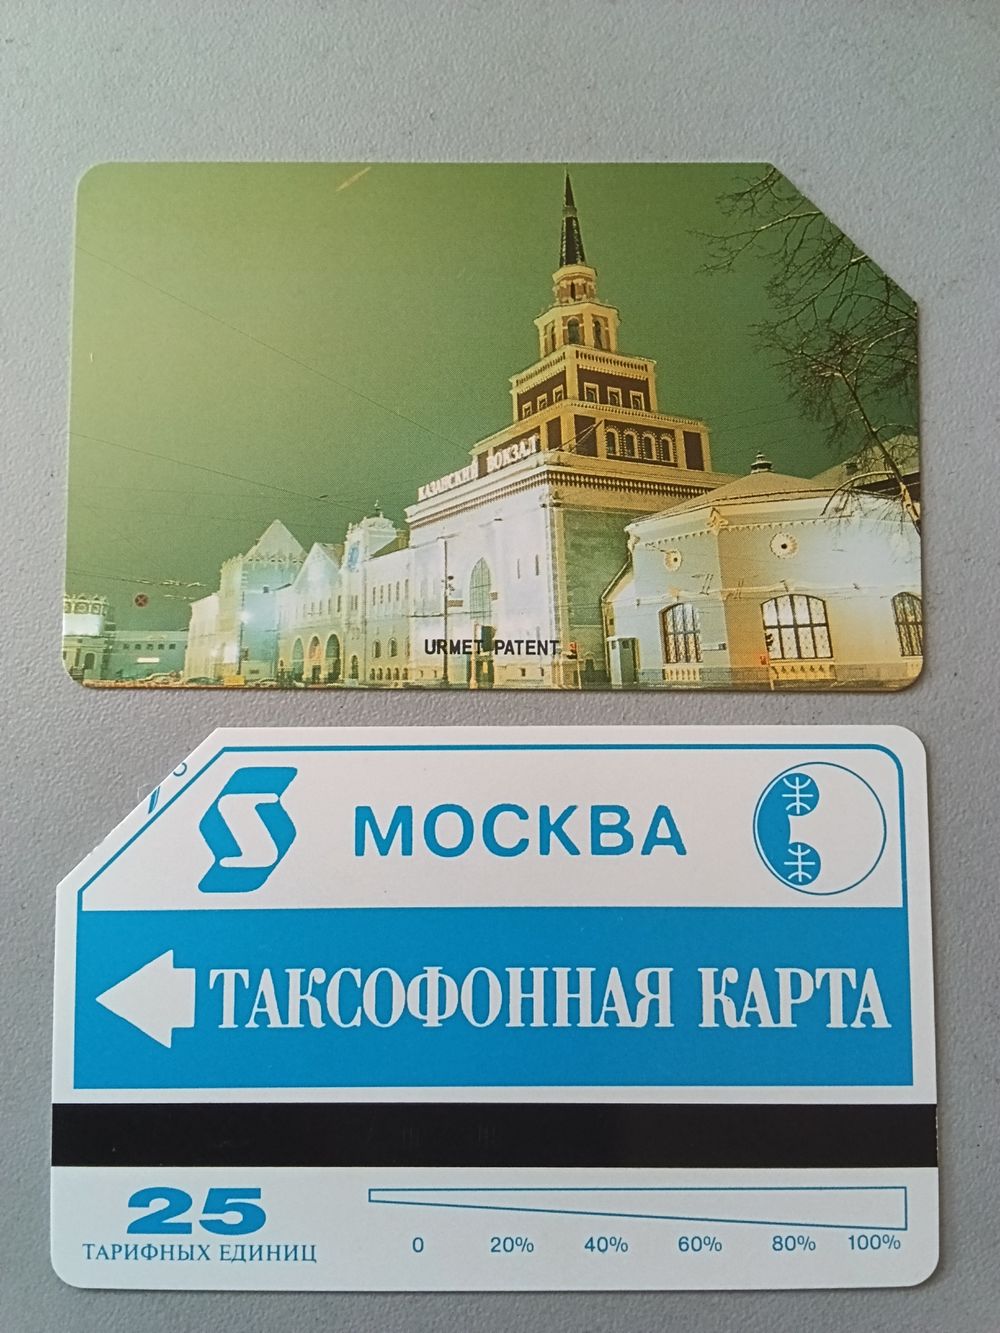 КАЗАНСКИЙ ВОКЗАЛ
URMET PATENT
МОСКВА
ТАКСОФОННАЯ КАРТА
25
ТАРИФНЫХ ЕДИНИЦ
0 20% 40% 60% 80% 100%